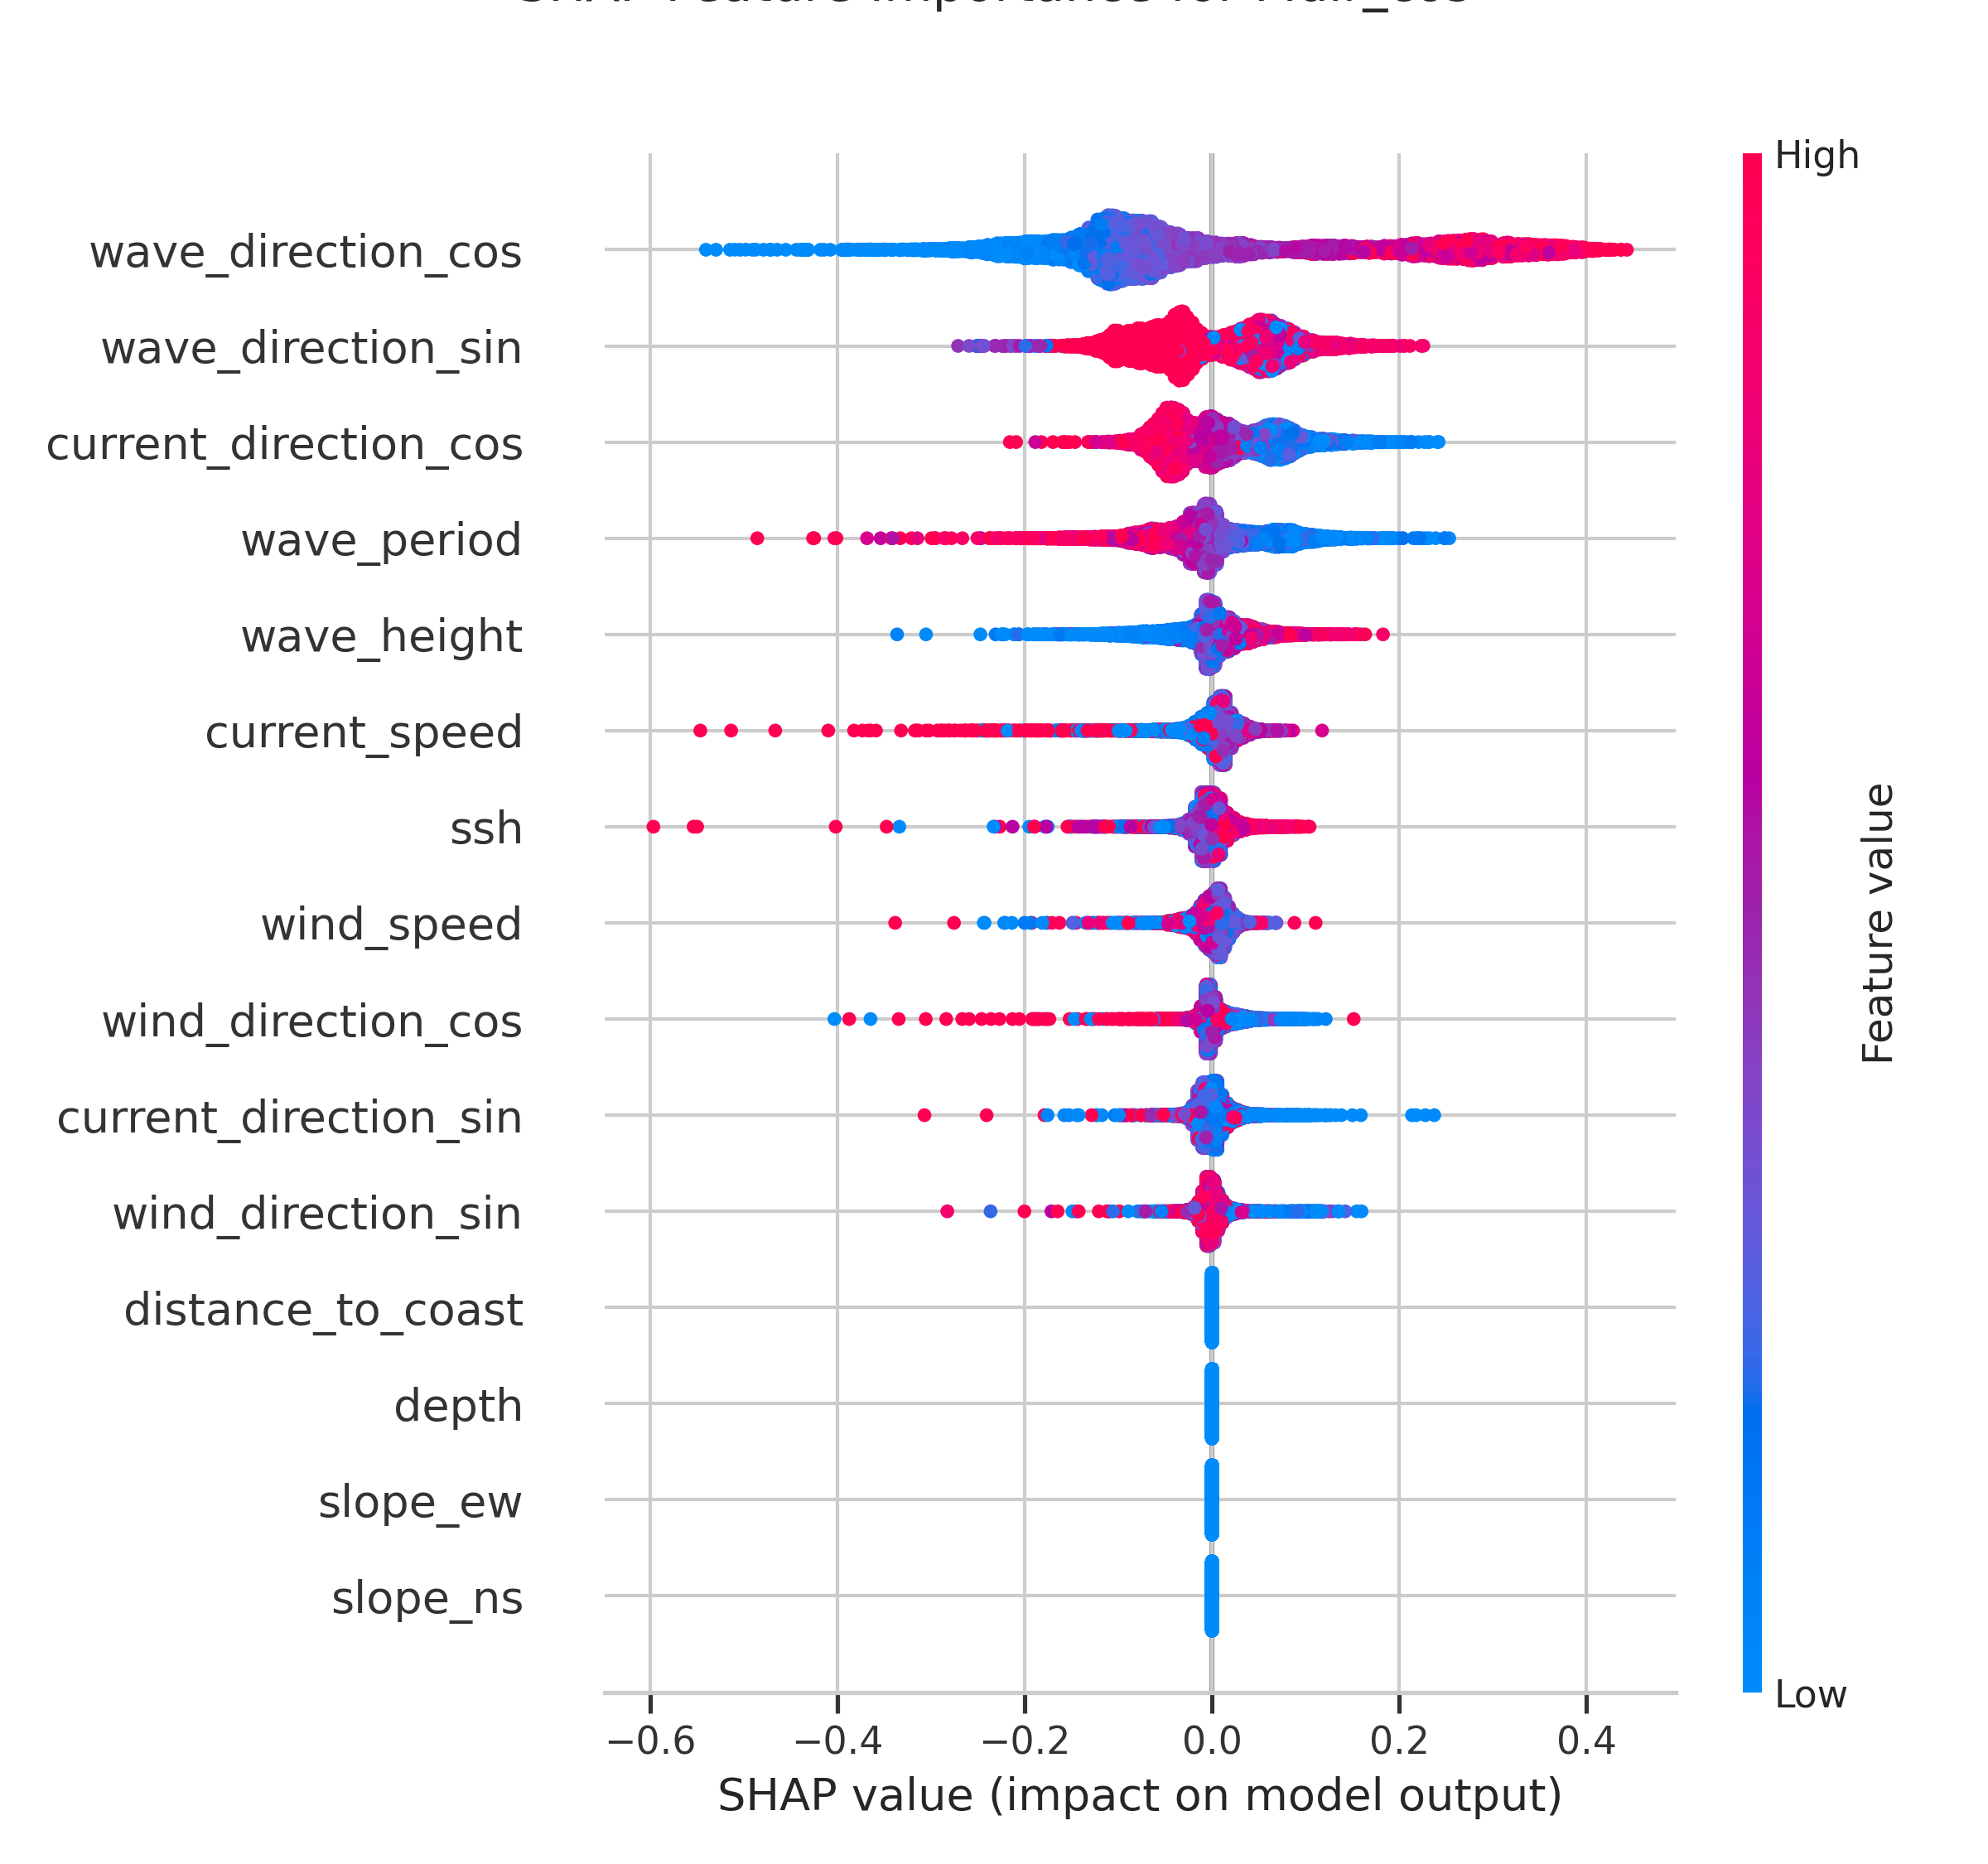 High
wave_direction_cos
wave_direction_sin
current_direction_cos
wave_period
wave_height
current_speed
ssh
wind_speed
wind_direction_cos
current_direction_sin
wind_direction_sin
distance_to_coast
depth
slope_ew
slope_ns
Feature value
Low
−0.6 −0.4 −0.2 0.0 0.2 0.4
SHAP value (impact on model output)